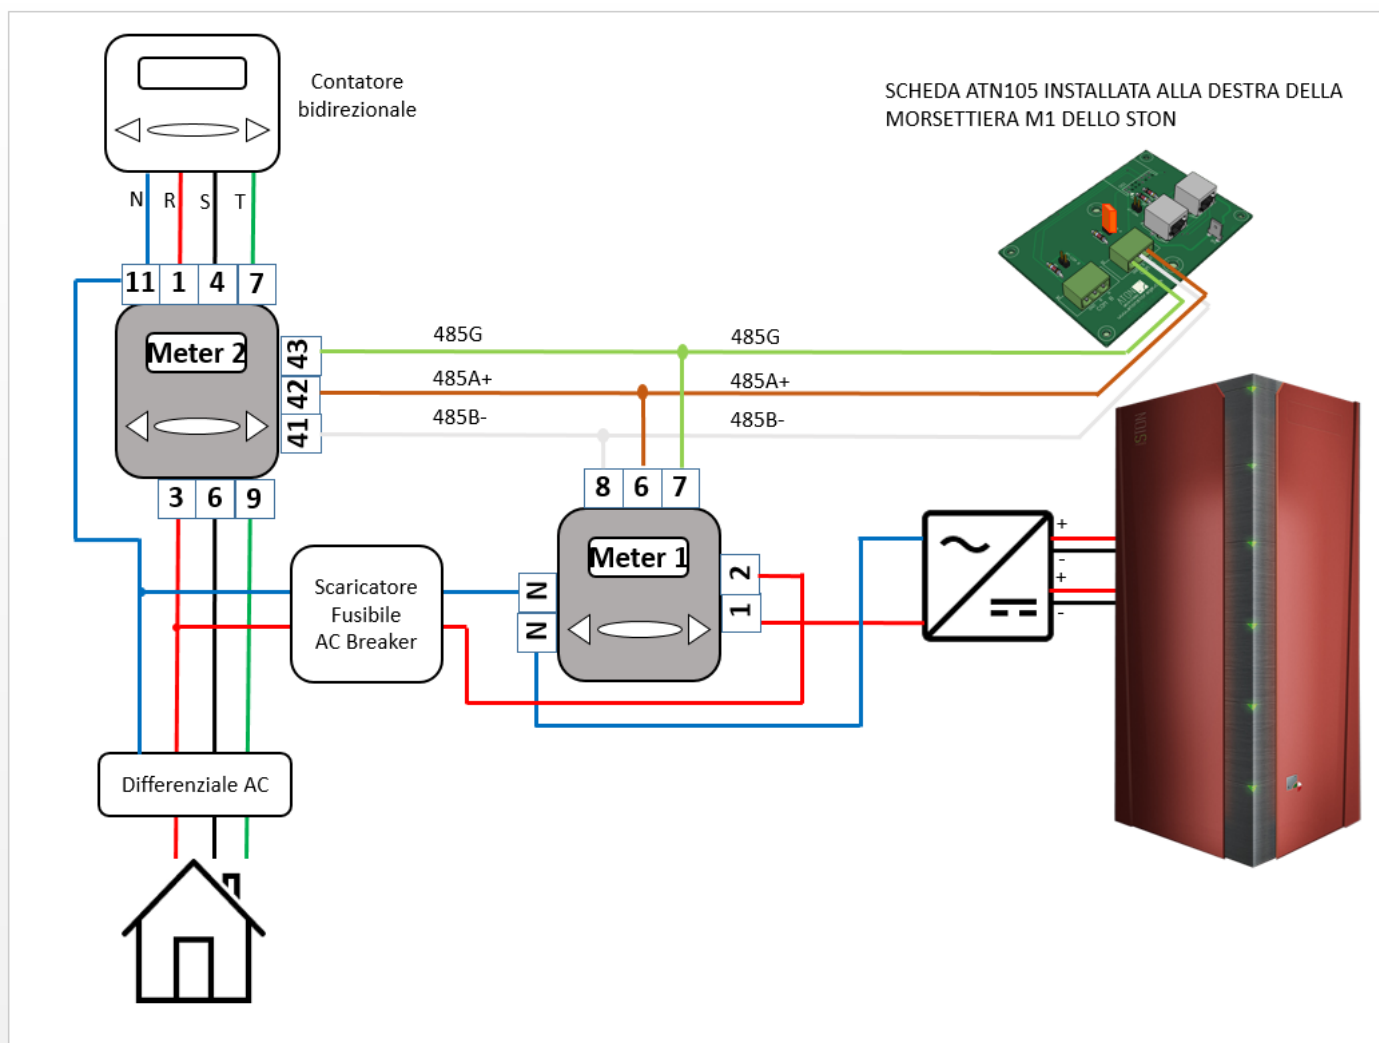 Contatore
bidirezionale
SCHEDA ATN105 INSTALLATA ALLA DESTRA DELLA
MORSETTIERA M1 DELLO STON
N R S T
11 1 4 7
Meter 2
43
42
41
485G
485G
485A+
485A+
485B-
485B-
3 6 9
8 6 7
Meter 1
N
N
2
1
Scaricatore
Fusibile
AC Breaker
+
-
+
-
STON
Differenziale AC